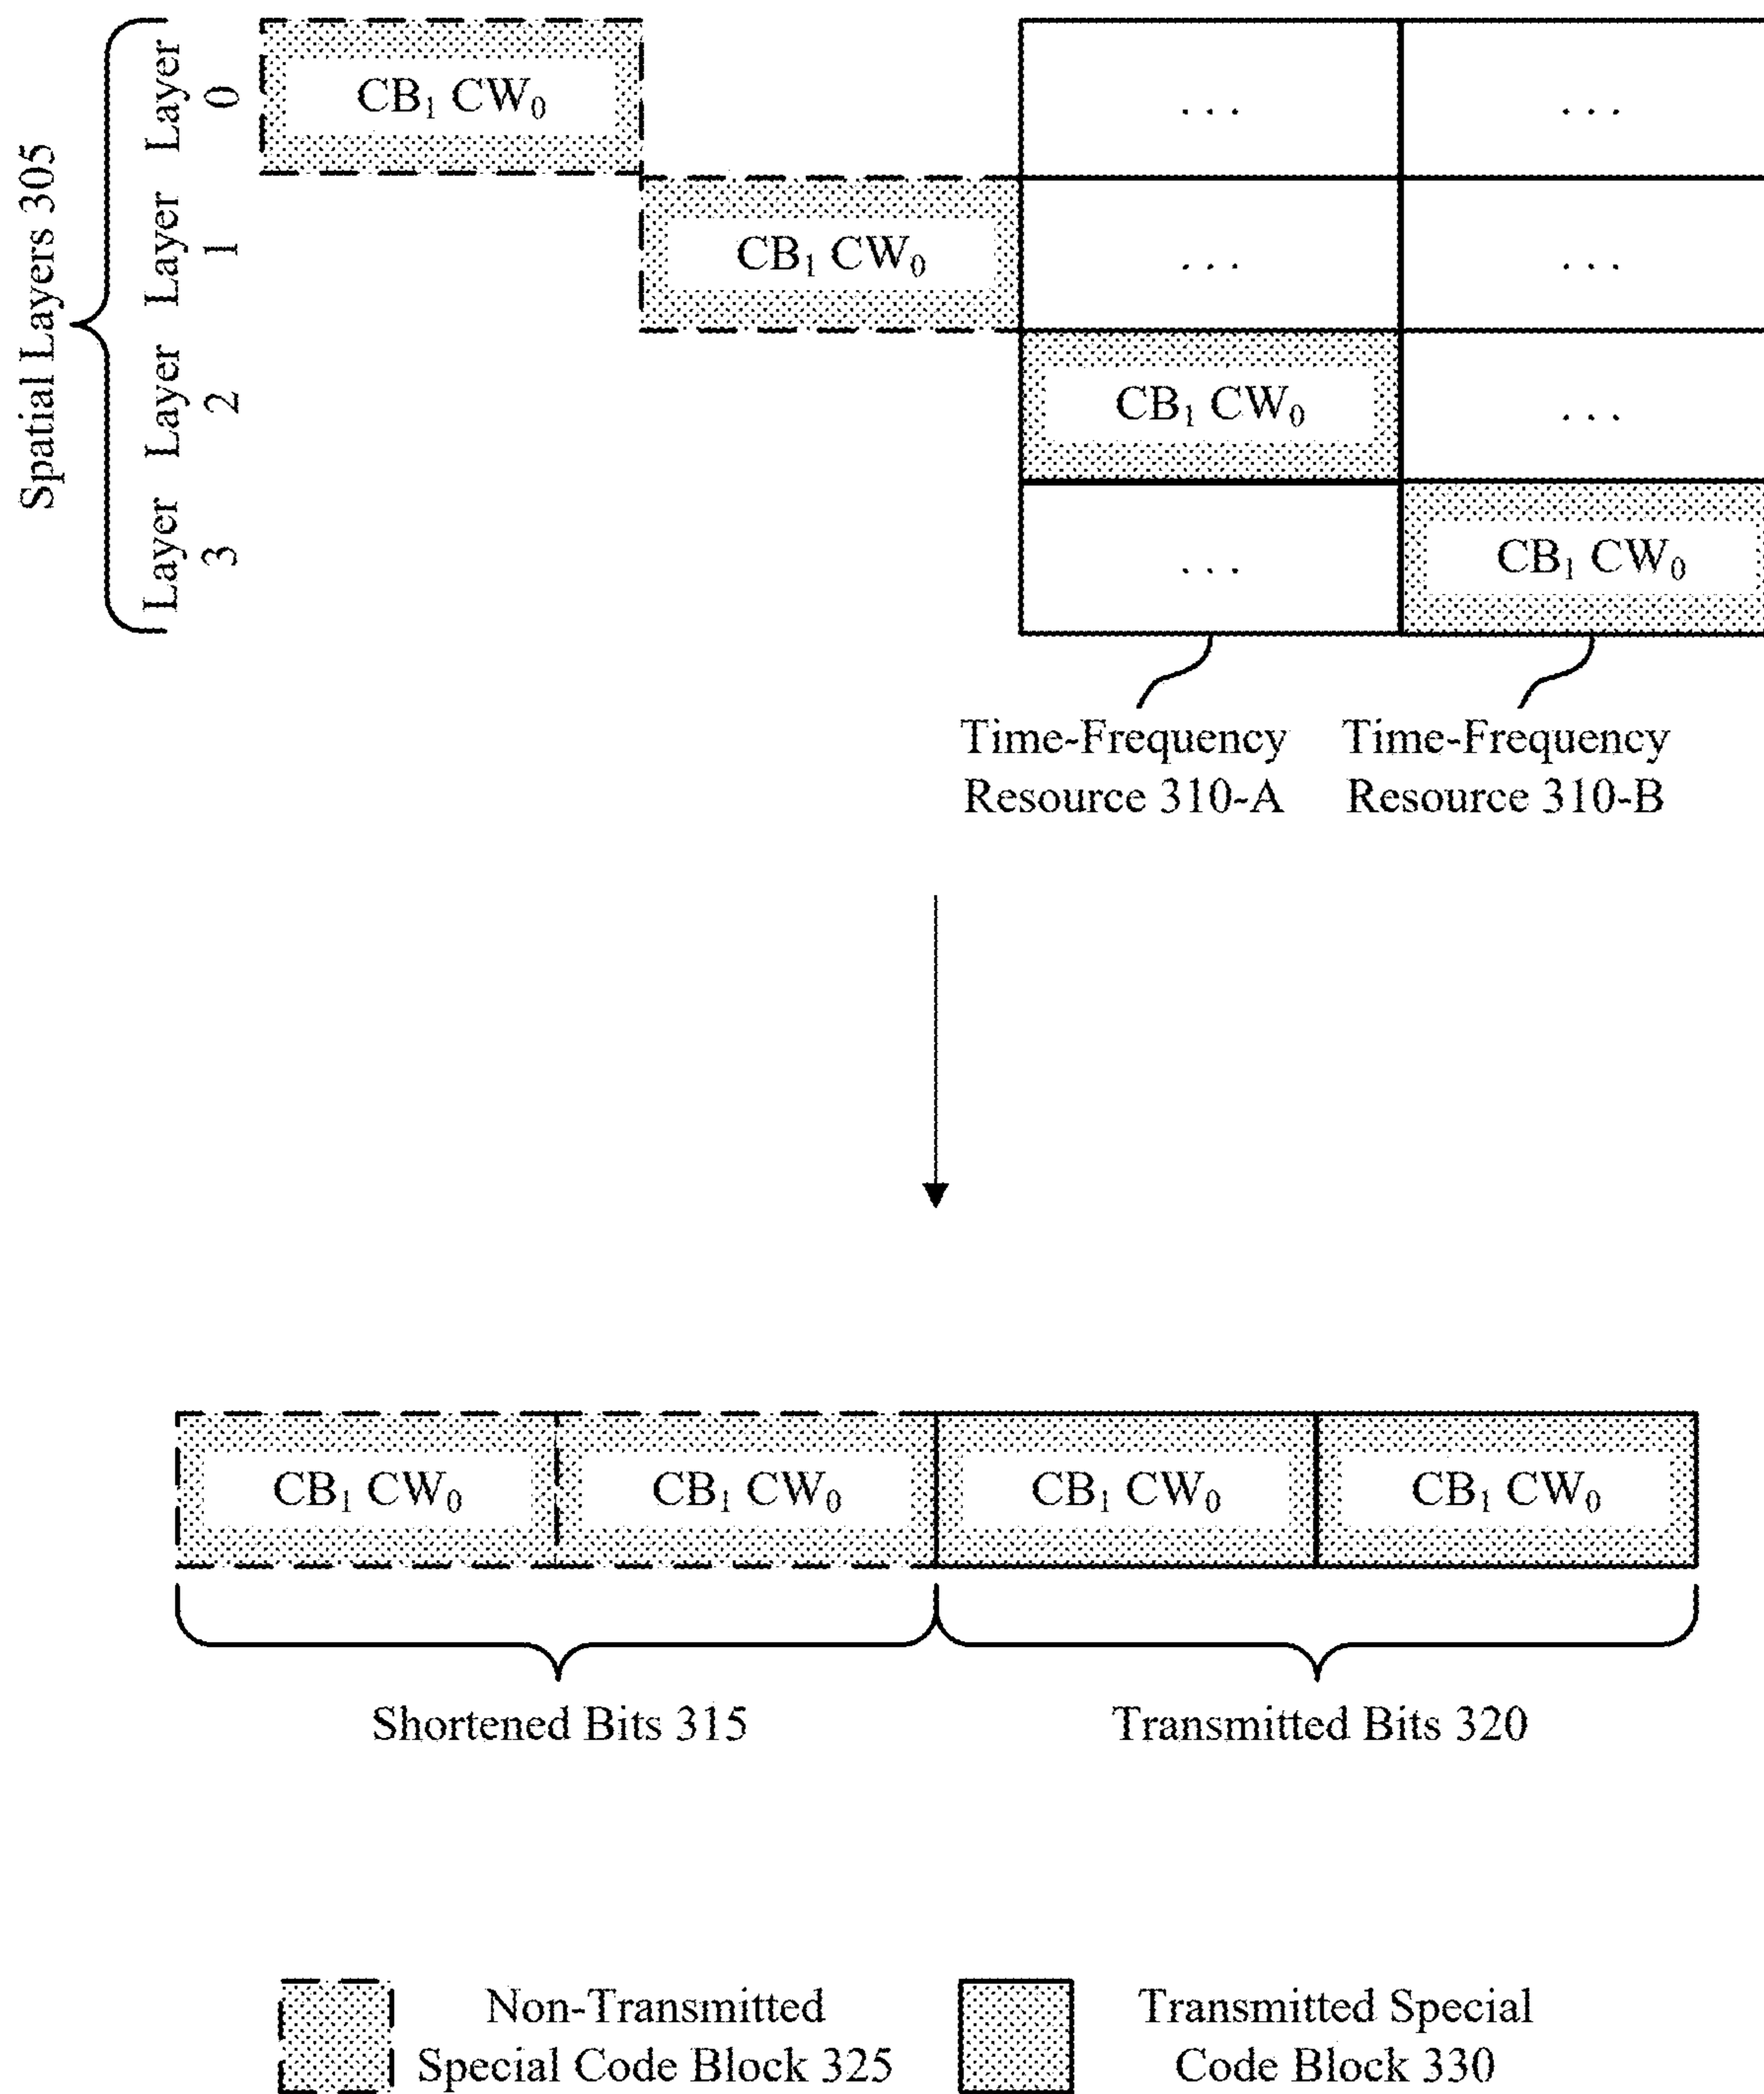 Spatial Layers 305
Layer 0
Layer 1
Layer 2
Layer 3
CB₁ CW₀
... ...
CB₁ CW₀
... ...
CB₁ CW₀
...
...
CB₁ CW₀
Time-Frequency
Resource 310-A
Time-Frequency
Resource 310-B
CB₁ CW₀ CB₁ CW₀ CB₁ CW₀ CB₁ CW₀
Shortened Bits 315
Transmitted Bits 320
Non-Transmitted
Special Code Block 325
Transmitted Special
Code Block 330